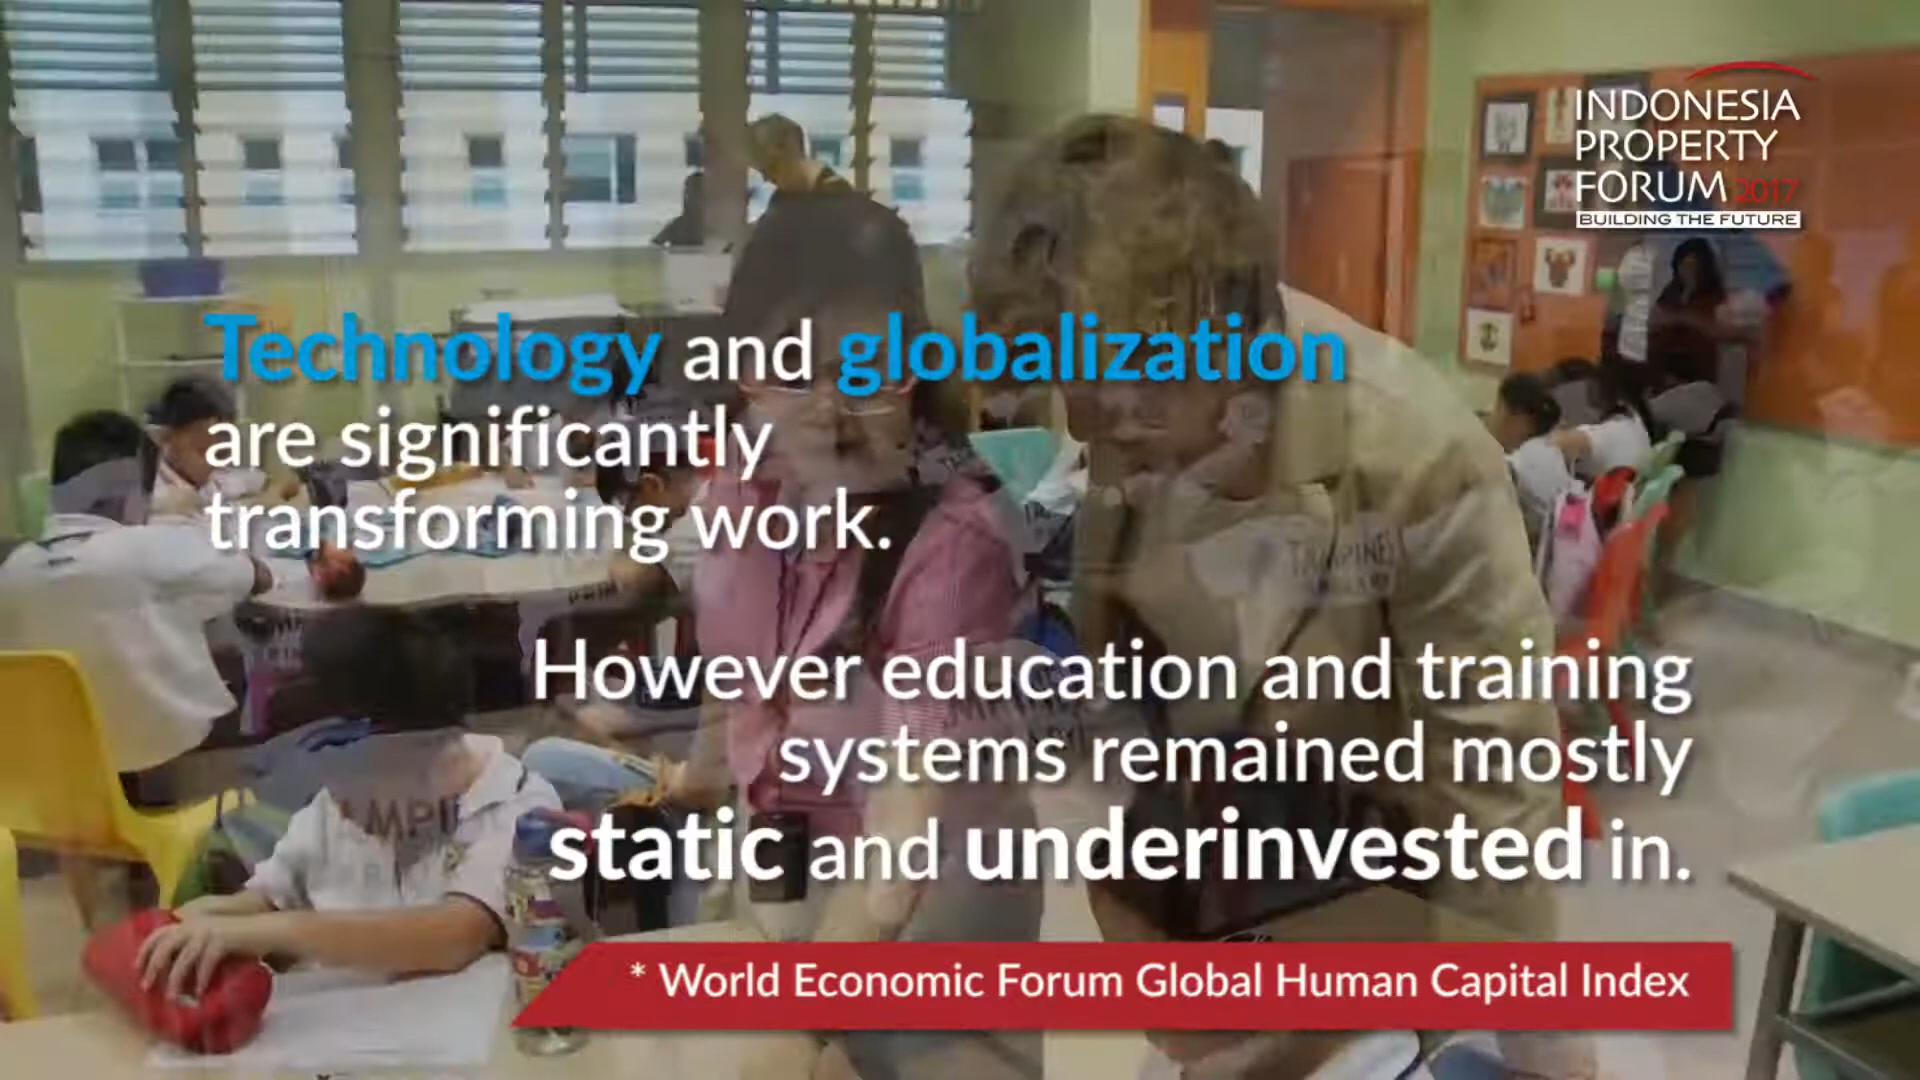 INDONESIA
PROPERTY
FORUM 2017
BUILDING THE FUTURE
Technology and globalization
are significantly
transforming work.
However education and training
systems remained mostly
static and underinvested in.
* World Economic Forum Global Human Capital Index
TAMPINES